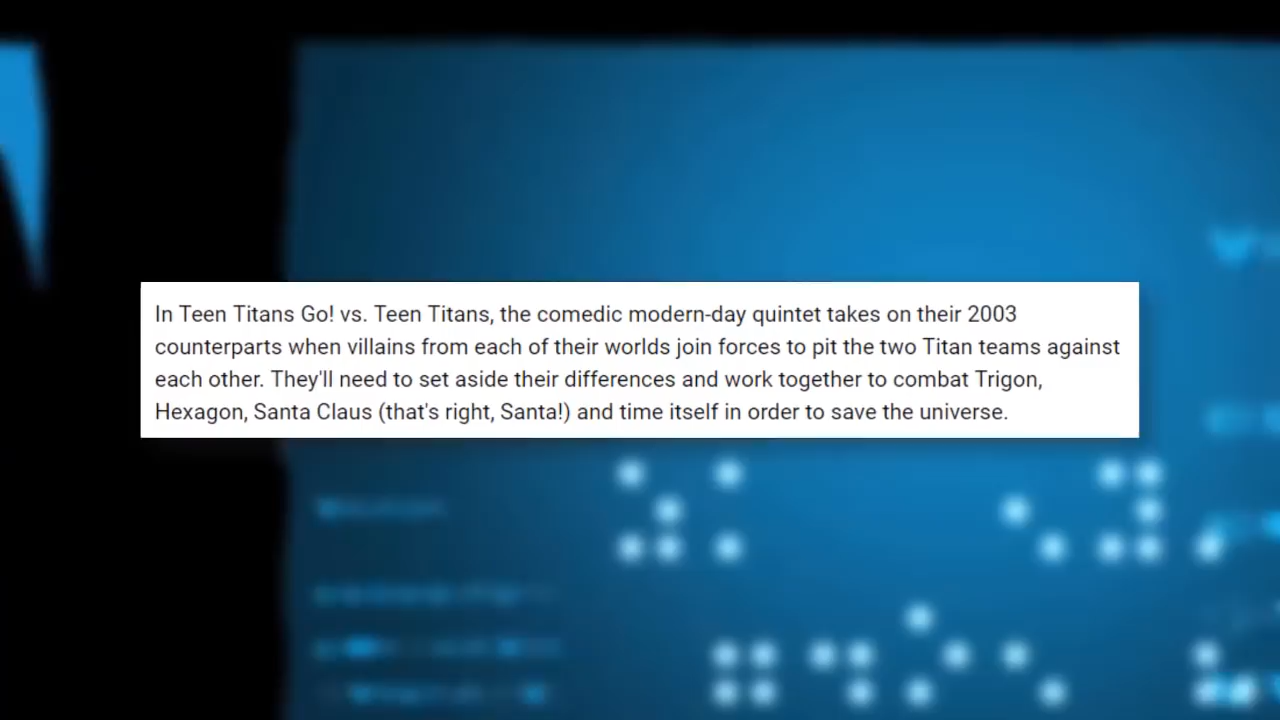 In Teen Titans Go! vs. Teen Titans, the comedic modern-day quintet takes on their 2003
counterparts when villains from each of their worlds join forces to pit the two Titan teams against
each other. They'll need to set aside their differences and work together to combat Trigon,
Hexagon, Santa Claus (that's right, Santa!) and time itself in order to save the universe.